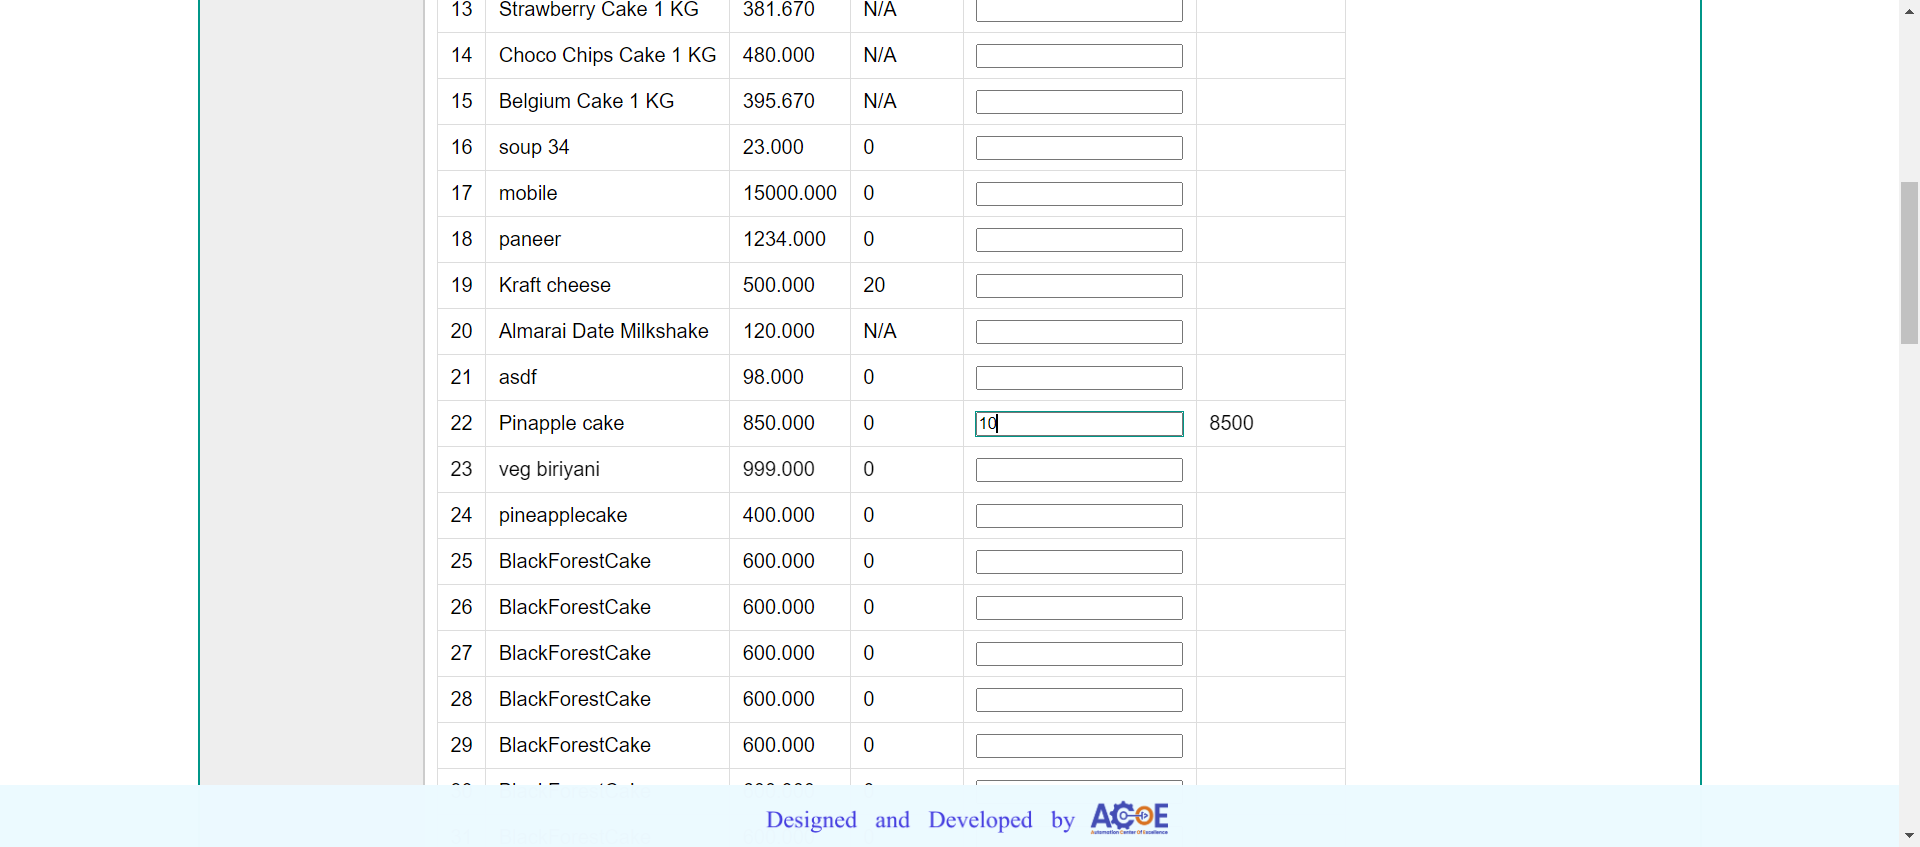 13 Strawberry Cake 1 KG 381.670 N/A
14 Choco Chips Cake 1 KG 480.000 N/A
15 Belgium Cake 1 KG 395.670 N/A
16 soup 34 23.000 0
17 mobile 15000.000 0
18 paneer 1234.000 0
19 Kraft cheese 500.000 20
20 Almarai Date Milkshake 120.000 N/A
21 asdf 98.000 0
22 Pinapple cake 850.000 0 10 8500
23 veg biriyani 999.000 0
24 pineapplecake 400.000 0
25 BlackForestCake 600.000 0
26 BlackForestCake 600.000 0
27 BlackForestCake 600.000 0
28 BlackForestCake 600.000 0
29 BlackForestCake 600.000 0
Designed and Developed by ACOE
Automation Center Of Excellence